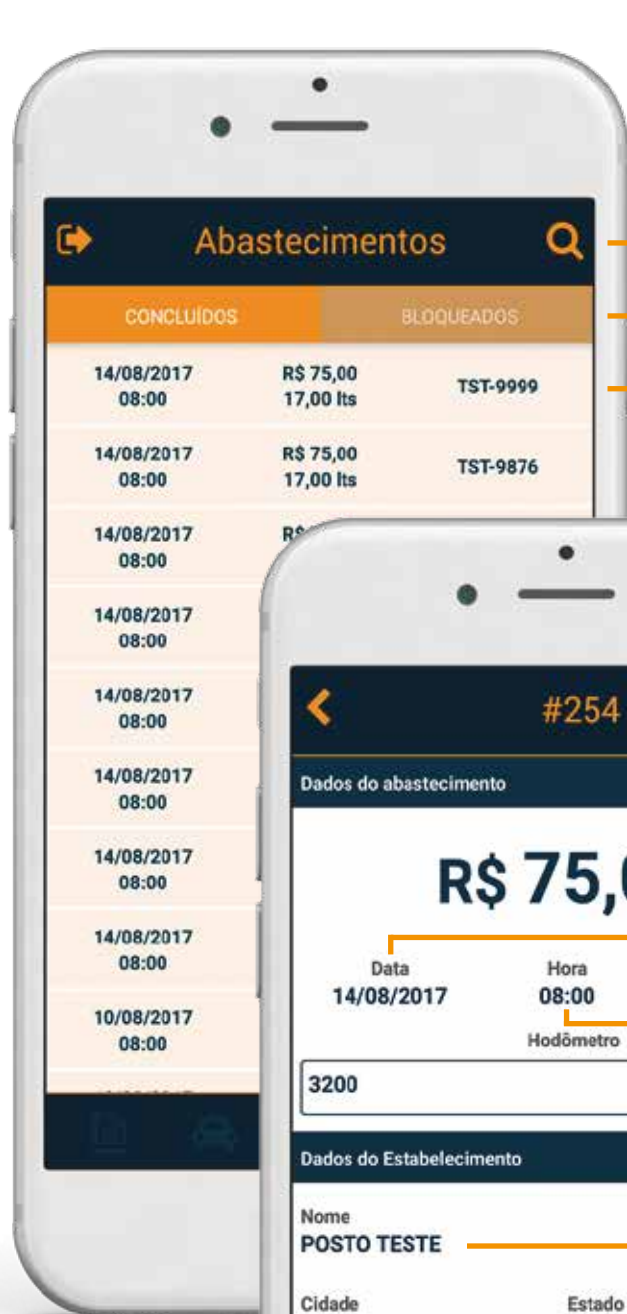 Abastecimentos
CONCLUÍDOS BLOQUEADOS
14/08/2017 R$ 75,00 TST-9999
08:00 17,00 lts
14/08/2017 R$ 75,00 TST-9876
08:00 17,00 lts
14/08/2017
08:00
14/08/2017
08:00
14/08/2017
08:00
14/08/2017
08:00
14/08/2017
08:00
14/08/2017
08:00
10/08/2017
08:00
#254
Dados do abastecimento
R$ 75,
Data Hora
14/08/2017 08:00
Hodômetro
3200
Dados do Estabelecimento
Nome
POSTO TESTE
Cidade Estado